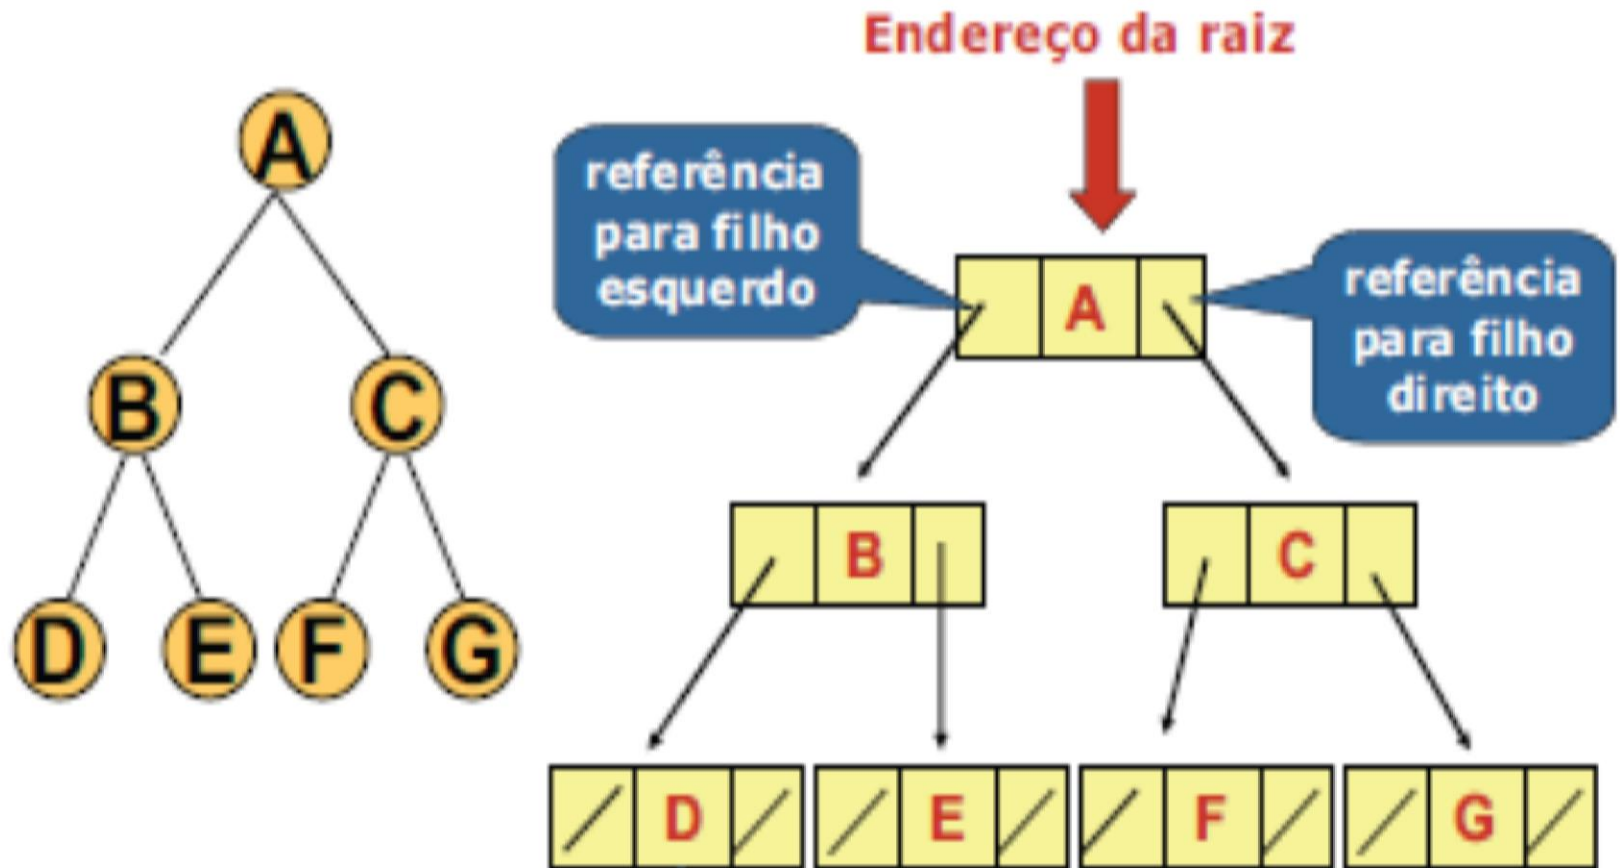 A
B C
D E F G
Endereço da raiz
referência
para filho
esquerdo
A
referência
para filho
direito
B C
D E F G